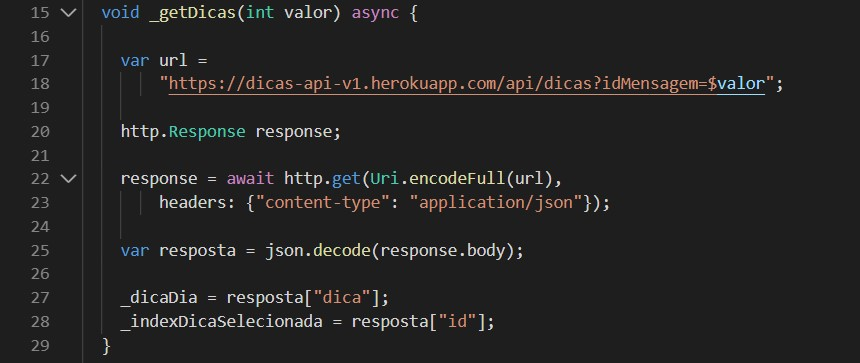 15 void _getDicas(int valor) async {
16
17 var url =
18 "https://dicas-api-v1.herokuapp.com/api/dicas?idMensagem=$valor";
19
20 http.Response response;
21
22 response = await http.get(Uri.encodeFull(url),
23 headers: {"content-type": "application/json"});
24
25 var resposta = json.decode(response.body);
26
27 _dicaDia = resposta["dica"];
28 _indexDicaSelecionada = resposta["id"];
29 }